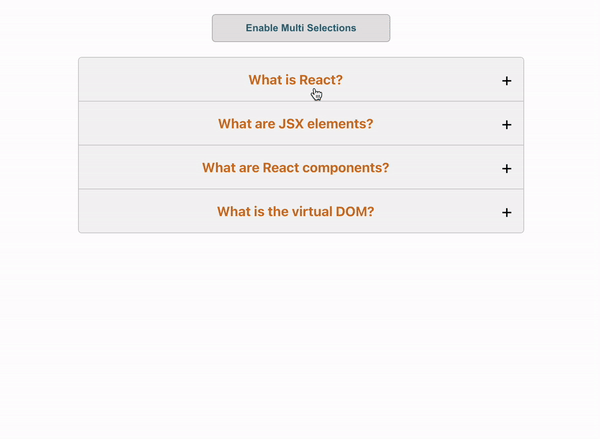 Enable Multi Selections
What is React? +
What are JSX elements? +
What are React components? +
What is the virtual DOM? +